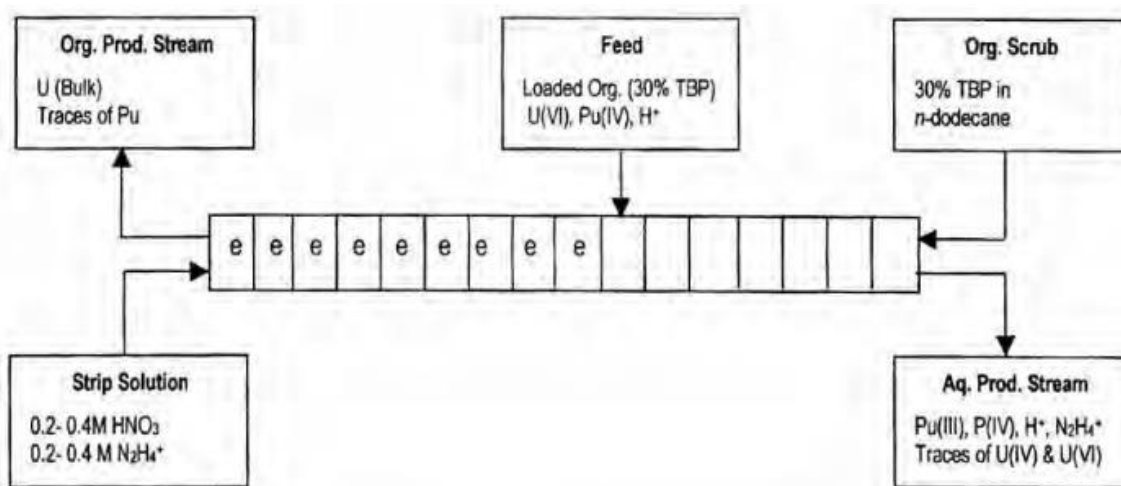 Org. Prod. Stream
U (Bulk)
Traces of Pu
Feed
Loaded Org. (30% TBP)
U(VI), Pu(IV), H⁺
Org. Scrub
30% TBP in
n-dodecane
e e e e e e e e e
Strip Solution
0.2- 0.4M HNO₃
0.2- 0.4 M N₂H₄⁺
Aq. Prod. Stream
Pu(III), P(IV), H⁺, N₂H₄⁺
Traces of U(IV) & U(VI)